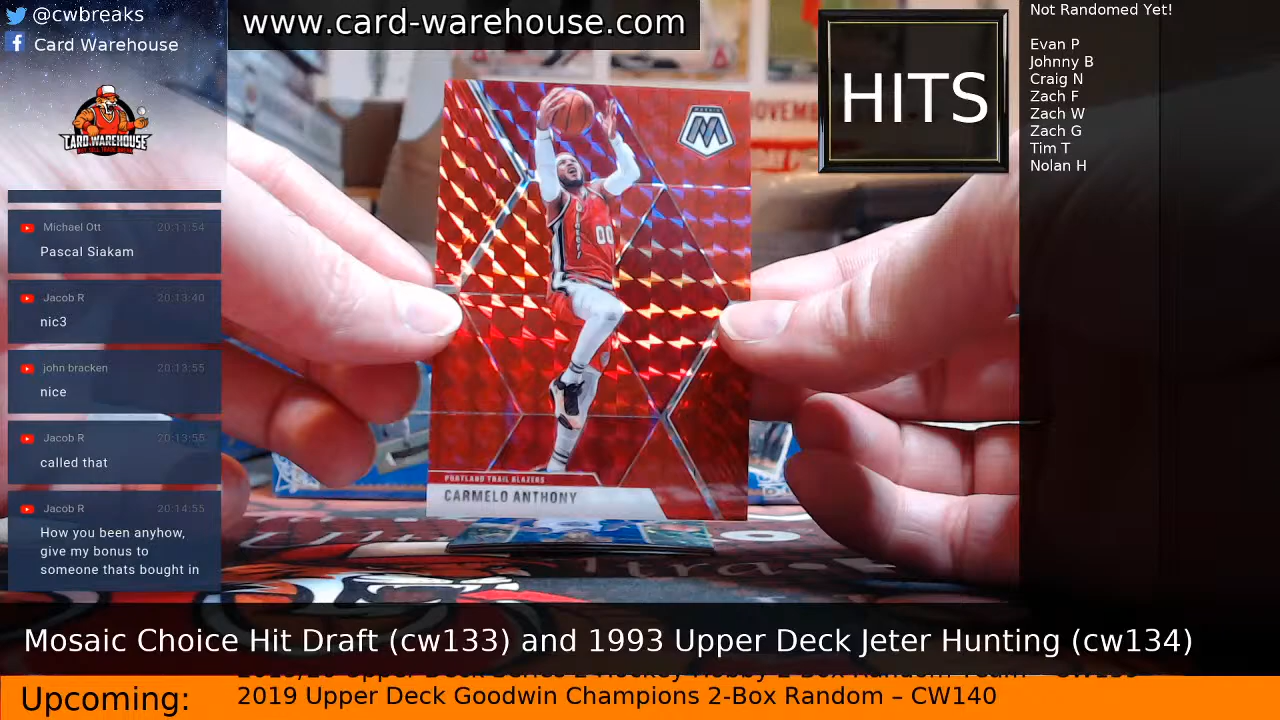 @cwbreaks
Card Warehouse
CARD WAREHOUSE
Michael Ott 20:11:54
Pascal Siakam
Jacob R 20:13:40
nic3
john bracken 20:13:55
nice
Jacob R 20:13:55
called that
Jacob R 20:14:55
How you been anyhow,
give my bonus to
someone thats bought in
www.card-warehouse.com
NOVEMB
MOSAIC
00
PORTLAND TRAIL BLAZERS
CARMELO ANTHONY
HITS
Not Randomed Yet!
Evan P
Johnny B
Craig N
Zach F
Zach W
Zach G
Tim T
Nolan H
Mosaic Choice Hit Draft (cw133) and 1993 Upper Deck Jeter Hunting (cw134)
Upcoming:
2019 Upper Deck Goodwin Champions 2-Box Random – CW140